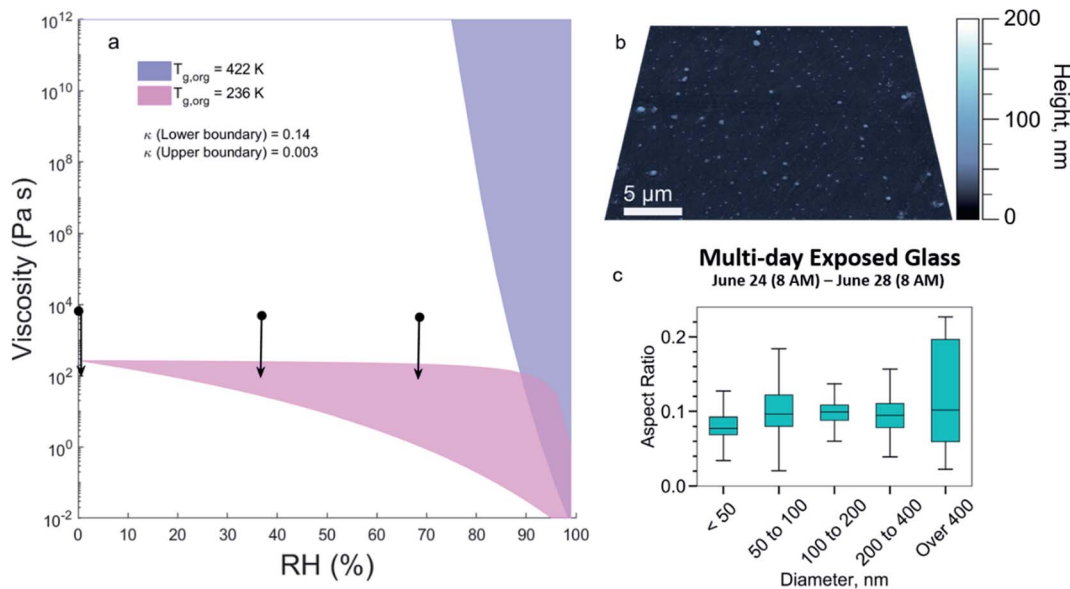 a
T_g,org = 422 K
T_g,org = 236 K
κ (Lower boundary) = 0.14
κ (Upper boundary) = 0.003
Viscosity (Pa s)
10^12
10^10
10^8
10^6
10^4
10^2
10^0
10^-2
0 10 20 30 40 50 60 70 80 90 100
RH (%)
b
5 µm
200
100
0
Height, nm
Multi-day Exposed Glass
June 24 (8 AM) – June 28 (8 AM)
c
Aspect Ratio
0.2
0.1
0.0
< 50
50 to 100
100 to 200
200 to 400
Over 400
Diameter, nm